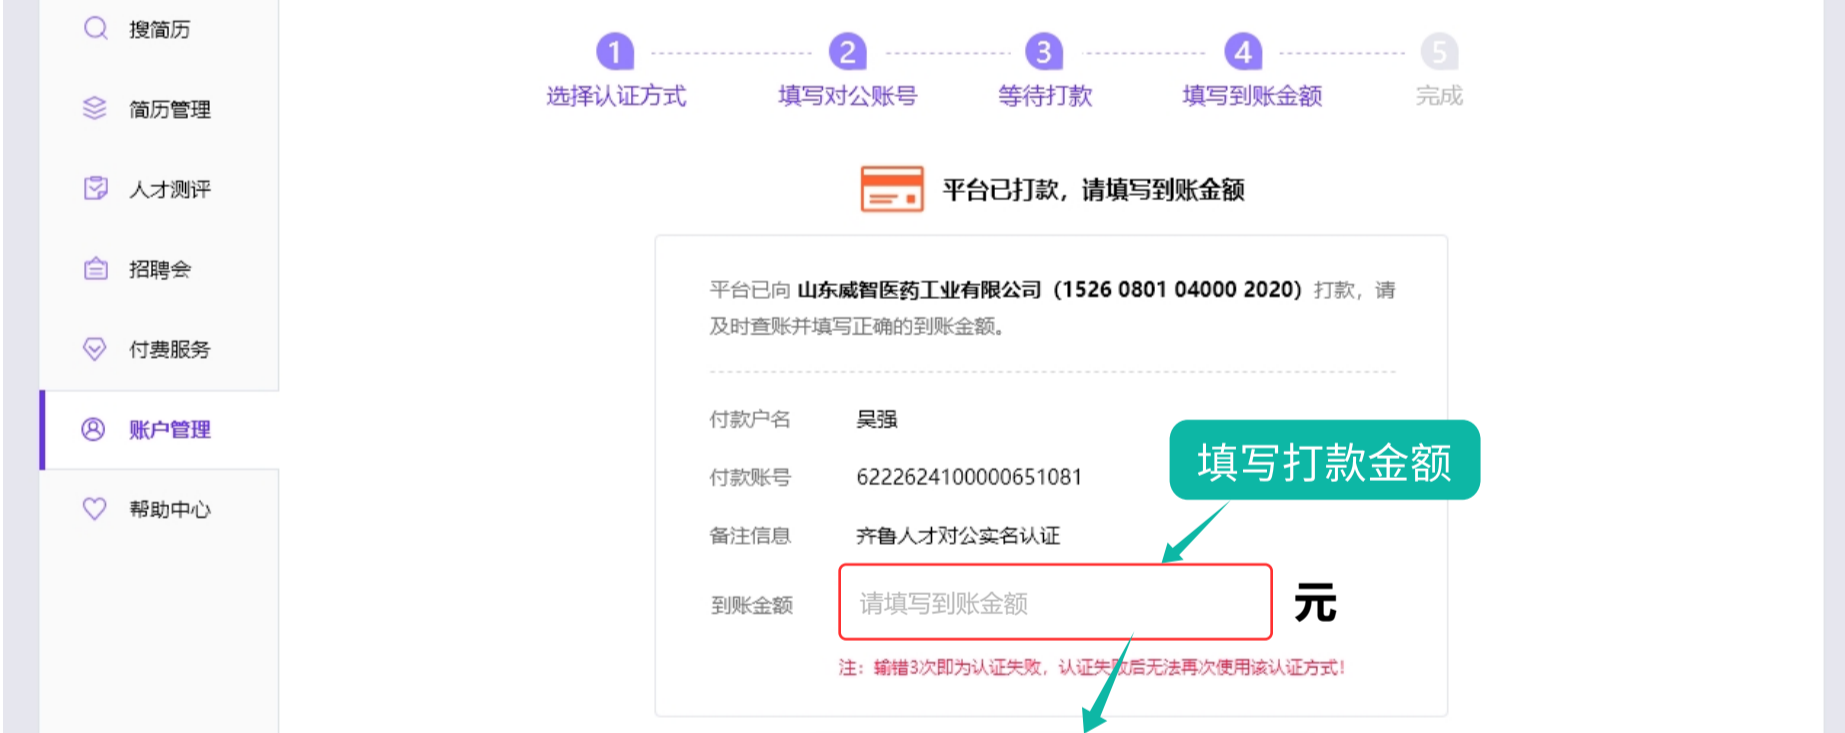 搜简历
简历管理
人才测评
招聘会
付费服务
账户管理
帮助中心
1 2 3 4 5
选择认证方式 填写对公账号 等待打款 填写到账金额 完成
平台已打款，请填写到账金额
平台已向 山东威智医药工业有限公司（1526 0801 04000 2020）打款，请
及时查账并填写正确的到账金额。
付款户名 吴强
填写打款金额
付款账号 6222624100000651081
备注信息 齐鲁人才对公实名认证
到账金额 请填写到账金额 元
注：输错3次即为认证失败，认证失败后无法再次使用该认证方式！